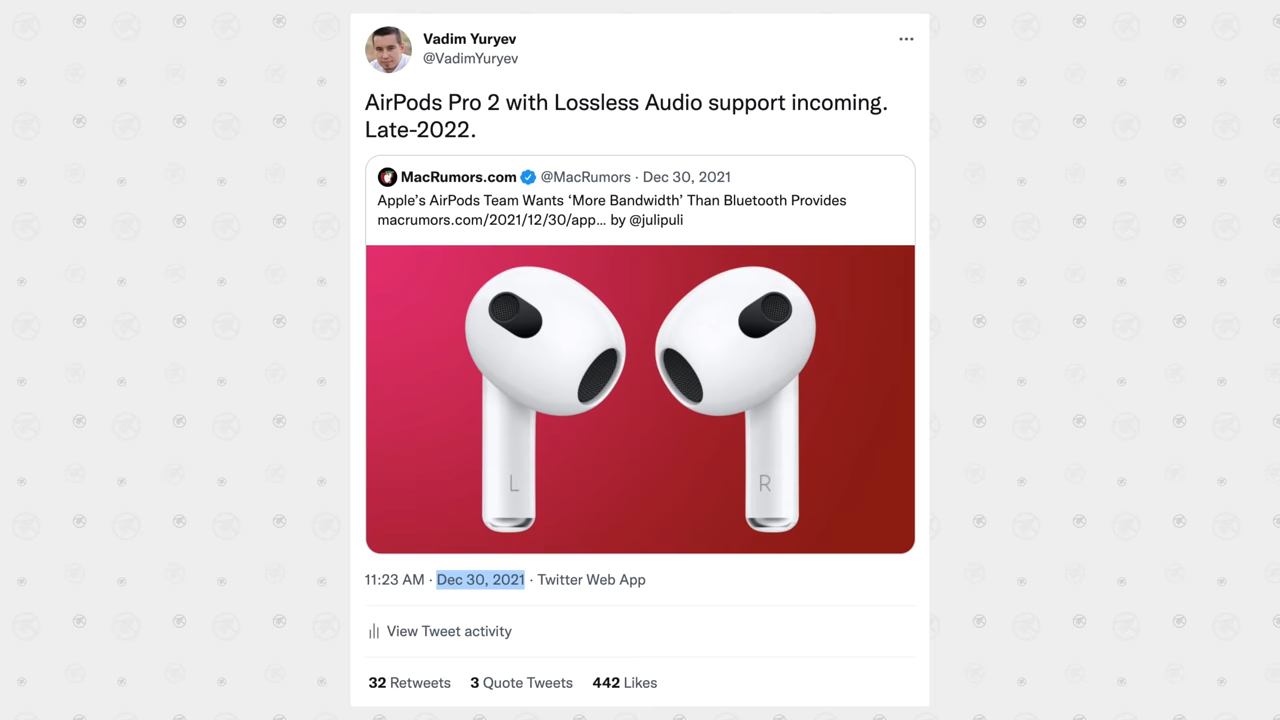 Vadim Yuryev
@VadimYuryev
AirPods Pro 2 with Lossless Audio support incoming.
Late-2022.
MacRumors.com @MacRumors · Dec 30, 2021
Apple’s AirPods Team Wants ‘More Bandwidth’ Than Bluetooth Provides
macrumors.com/2021/12/30/app... by @julipuli
L
R
11:23 AM · Dec 30, 2021 · Twitter Web App
View Tweet activity
32 Retweets 3 Quote Tweets 442 Likes